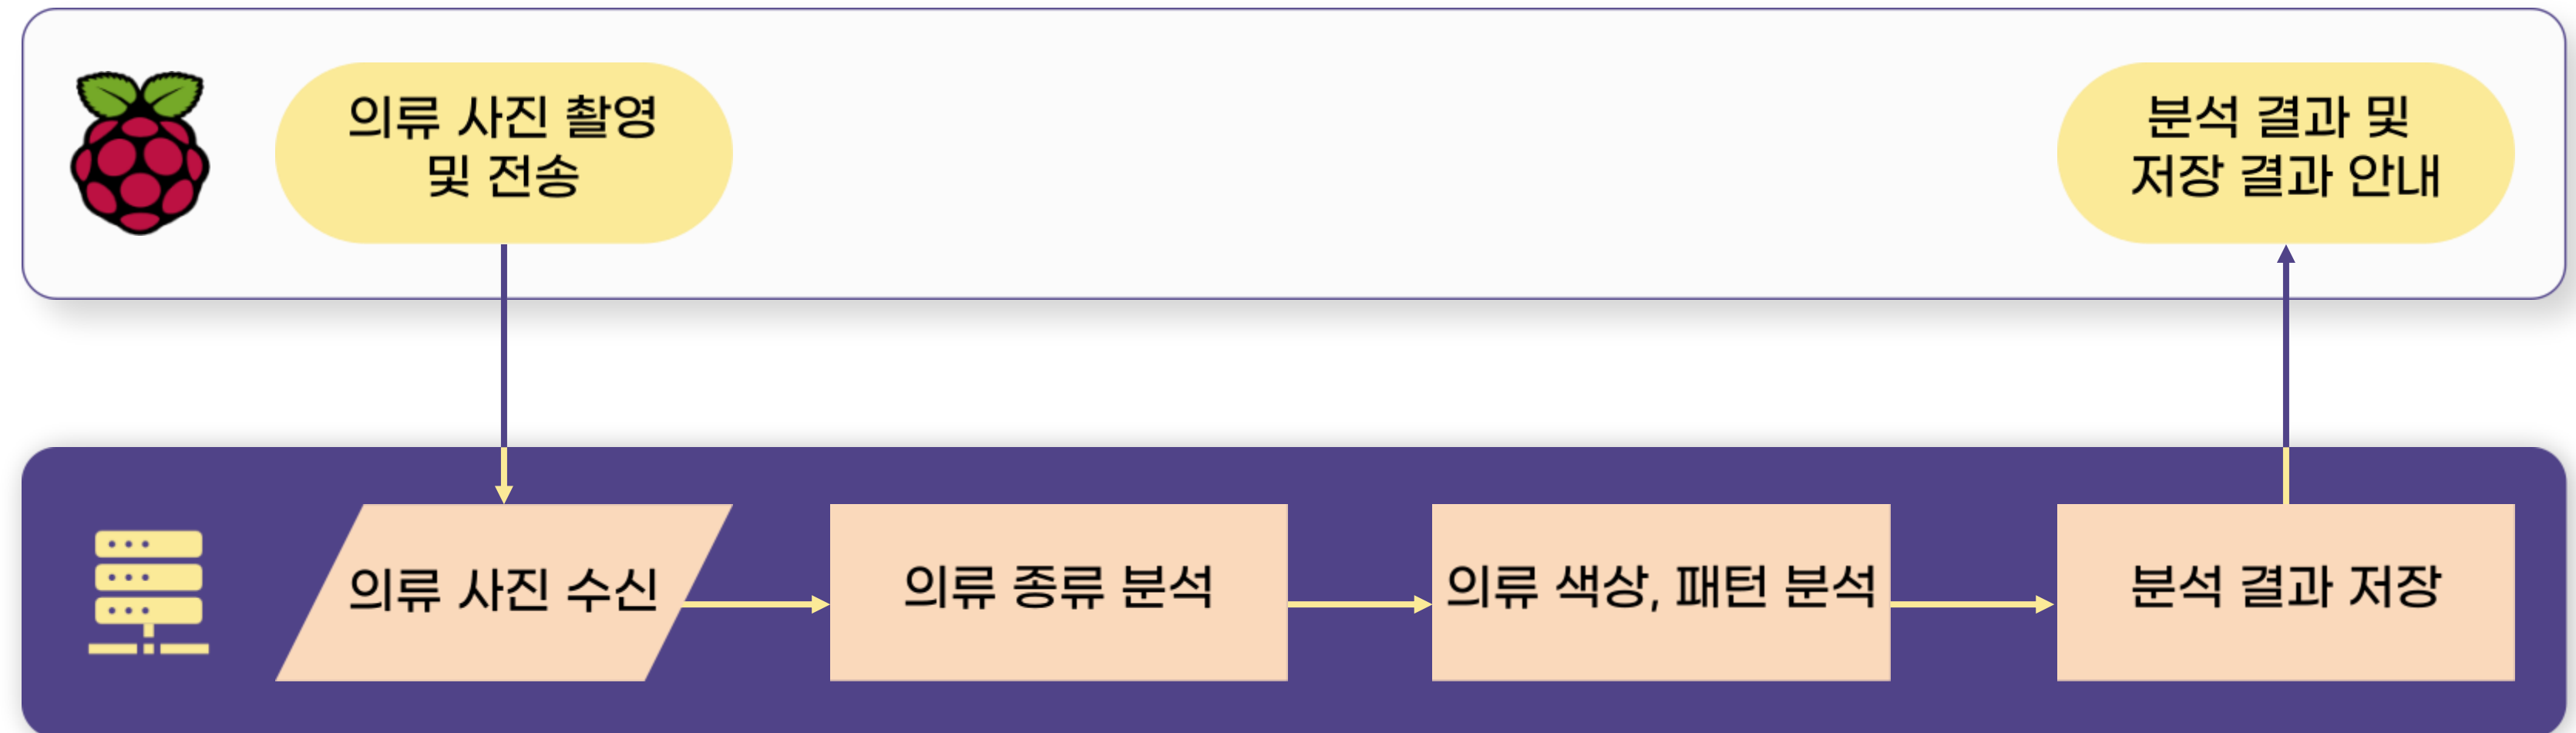 의류 사진 촬영
및 전송
분석 결과 및
저장 결과 안내
의류 사진 수신
의류 종류 분석
의류 색상, 패턴 분석
분석 결과 저장